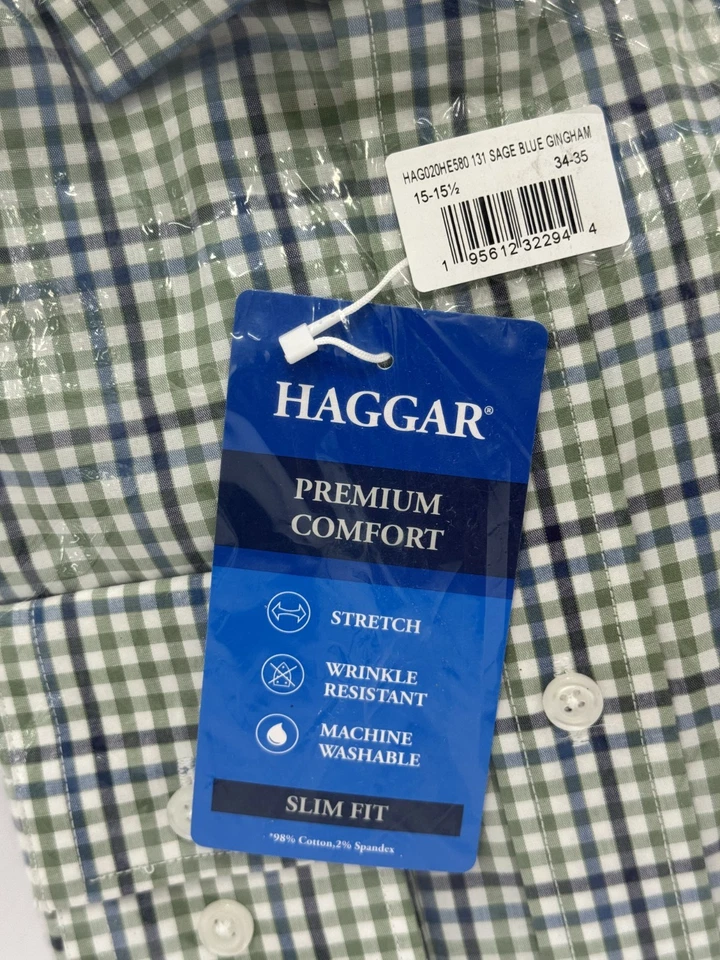 HAG020HE580 131 SAGE BLUE GINGHAM
15-15½ 34-35
1 95612 32294 4
HAGGAR®
PREMIUM
COMFORT
STRETCH
WRINKLE
RESISTANT
MACHINE
WASHABLE
SLIM FIT
*98% Cotton,2% Spandex